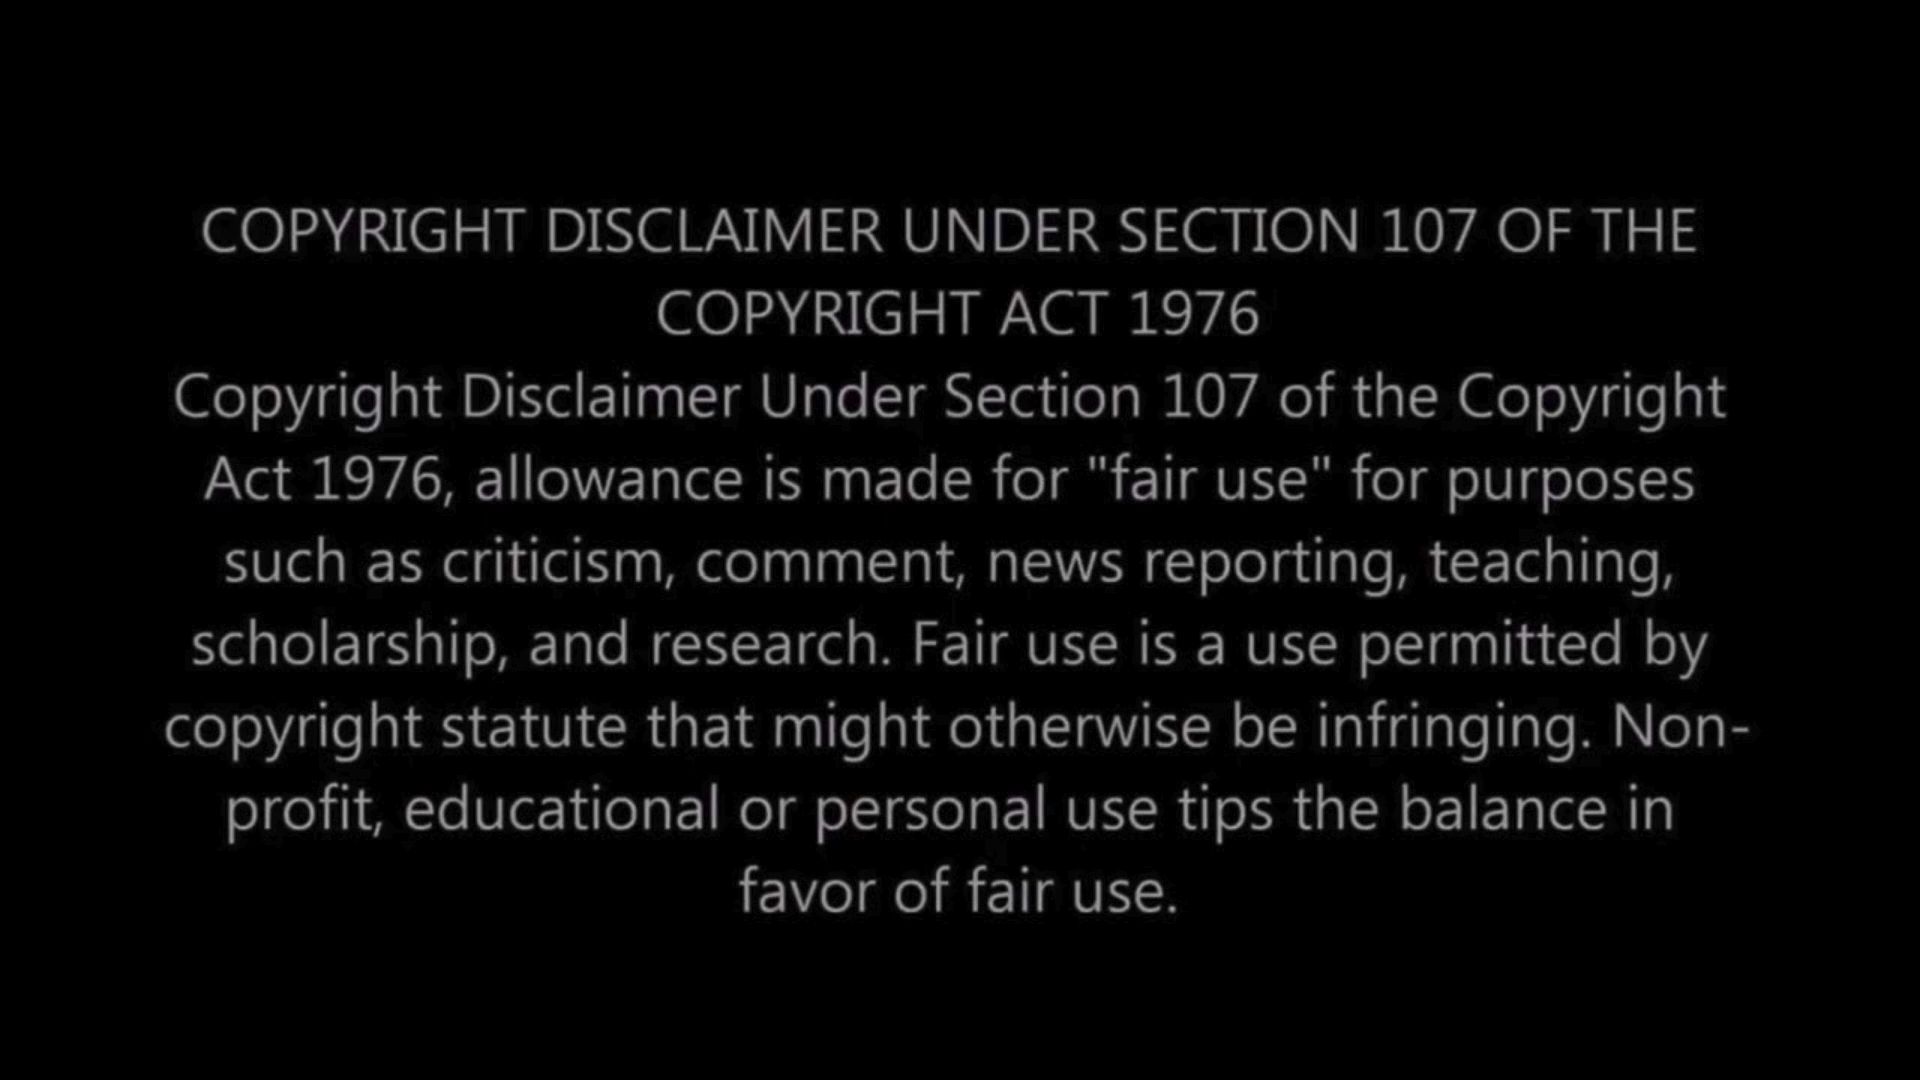 COPYRIGHT DISCLAIMER UNDER SECTION 107 OF THE
COPYRIGHT ACT 1976
Copyright Disclaimer Under Section 107 of the Copyright
Act 1976, allowance is made for "fair use" for purposes
such as criticism, comment, news reporting, teaching,
scholarship, and research. Fair use is a use permitted by
copyright statute that might otherwise be infringing. Non-
profit, educational or personal use tips the balance in
favor of fair use.